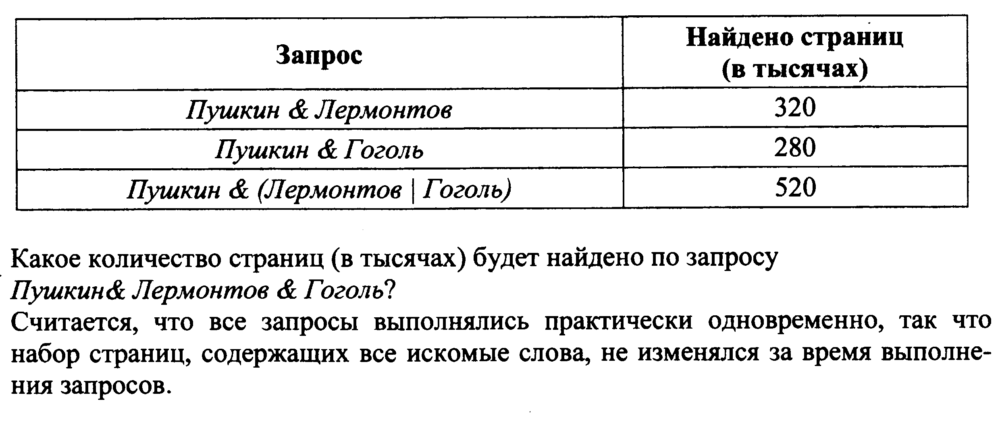 Запрос
Найдено страниц
(в тысячах)
Пушкин & Лермонтов
320
Пушкин & Гоголь
280
Пушкин & (Лермонтов | Гоголь)
520
Какое количество страниц (в тысячах) будет найдено по запросу
Пушкин& Лермонтов & Гоголь?
Считается, что все запросы выполнялись практически одновременно, так что
набор страниц, содержащих все искомые слова, не изменялся за время выполне-
ния запросов.